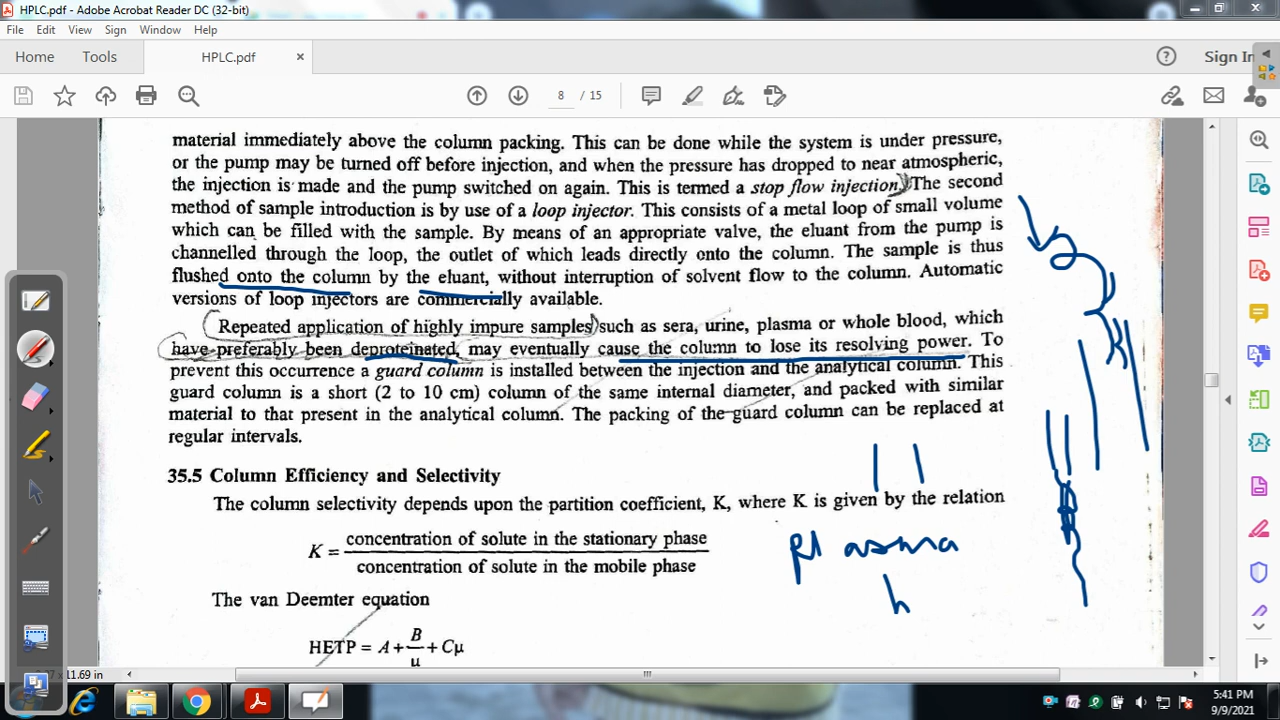 HPLC.pdf - Adobe Acrobat Reader DC (32-bit)
File Edit View Sign Window Help
Home Tools HPLC.pdf × Sign In
8 / 15
material immediately above the column packing. This can be done while the system is under pressure,
or the pump may be turned off before injection, and when the pressure has dropped to near atmospheric,
the injection is made and the pump switched on again. This is termed a stop flow injection. The second
method of sample introduction is by use of a loop injector. This consists of a metal loop of small volume
which can be filled with the sample. By means of an appropriate valve, the eluant from the pump is
channelled through the loop, the outlet of which leads directly onto the column. The sample is thus
flushed onto the column by the eluant, without interruption of solvent flow to the column. Automatic
versions of loop injectors are commercially available.
Repeated application of highly impure samples such as sera, urine, plasma or whole blood, which
have preferably been deproteinated, may eventually cause the column to lose its resolving power. To
prevent this occurrence a guard column is installed between the injection and the analytical column. This
guard column is a short (2 to 10 cm) column of the same internal diameter, and packed with similar
material to that present in the analytical column. The packing of the guard column can be replaced at
regular intervals.
35.5 Column Efficiency and Selectivity
The column selectivity depends upon the partition coefficient, K, where K is given by the relation
K = concentration of solute in the stationary phase
concentration of solute in the mobile phase
Plasma
h
The van Deemter equation
HETP = A + B/μ + Cμ
11.69 in
5:41 PM
9/9/2021